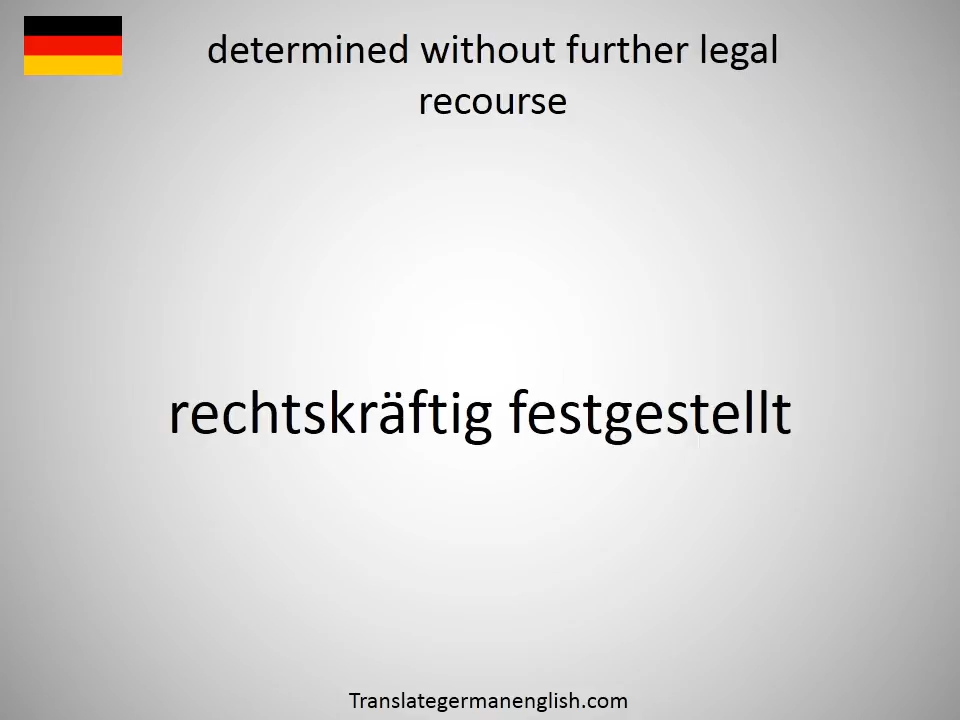 determined without further legal
recourse
rechtskräftig festgestellt
Translategermanenglish.com